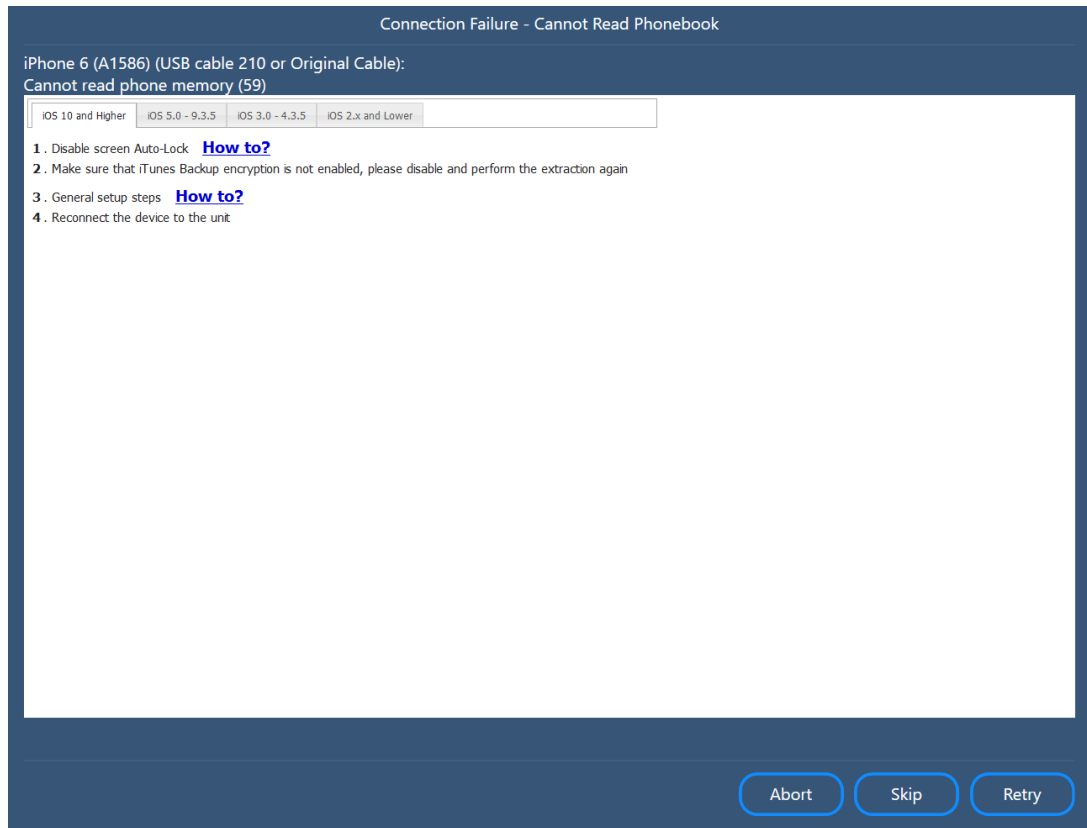 Connection Failure - Cannot Read Phonebook
iPhone 6 (A1586) (USB cable 210 or Original Cable):
Cannot read phone memory (59)
iOS 10 and Higher iOS 5.0 - 9.3.5 iOS 3.0 - 4.3.5 iOS 2.x and Lower
1 . Disable screen Auto-Lock How to?
2 . Make sure that iTunes Backup encryption is not enabled, please disable and perform the extraction again
3 . General setup steps How to?
4 . Reconnect the device to the unit
Abort Skip Retry